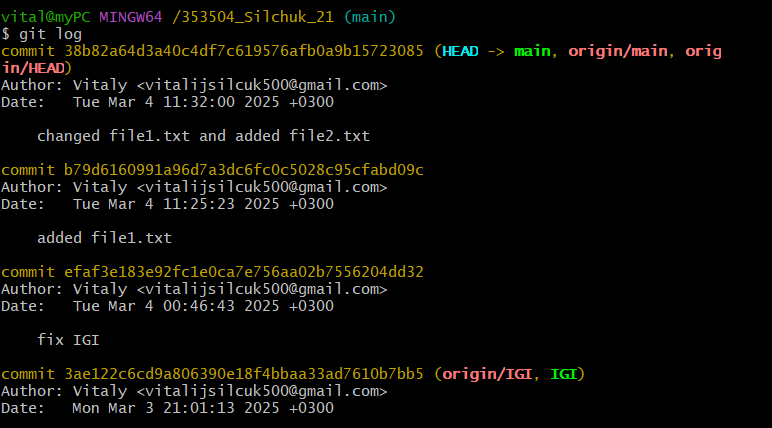 vital@myPC MINGW64 /353504_Silchuk_21 (main)
$ git log
commit 38b82a64d3a40c4df7c619576afb0a9b15723085 (HEAD -> main, origin/main, orig
in/HEAD)
Author: Vitaly <vitalijsilcuk500@gmail.com>
Date:   Tue Mar 4 11:32:00 2025 +0300

    changed file1.txt and added file2.txt

commit b79d6160991a96d7a3dc6fc0c5028c95cfabd09c
Author: Vitaly <vitalijsilcuk500@gmail.com>
Date:   Tue Mar 4 11:25:23 2025 +0300

    added file1.txt

commit efaf3e183e92fc1e0ca7e756aa02b7556204dd32
Author: Vitaly <vitalijsilcuk500@gmail.com>
Date:   Tue Mar 4 00:46:43 2025 +0300

    fix IGI

commit 3ae122c6cd9a806390e18f4bbaa33ad7610b7bb5 (origin/IGI, IGI)
Author: Vitaly <vitalijsilcuk500@gmail.com>
Date:   Mon Mar 3 21:01:13 2025 +0300